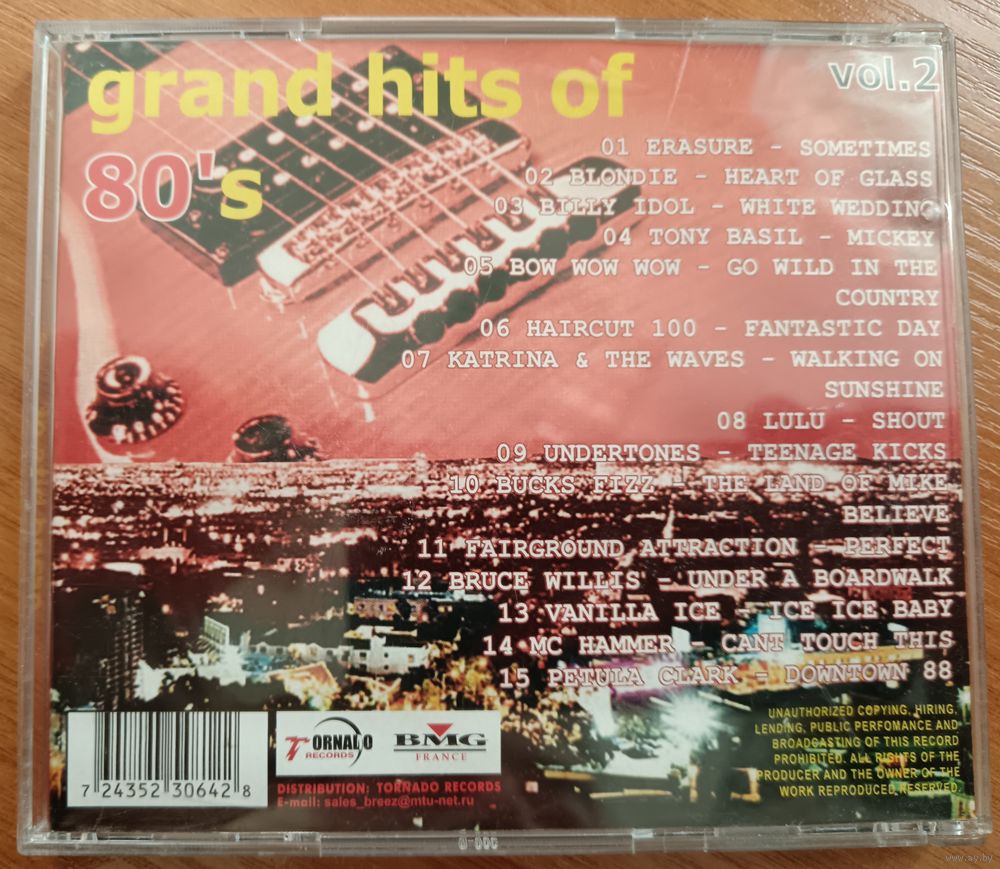 grand hits of
80's
vol.2
01 ERASURE - SOMETIMES
02 BLONDIE - HEART OF GLASS
03 BILLY IDOL - WHITE WEDDING
04 TONY BASIL - MICKEY
05 BOW WOW WOW - GO WILD IN THE
COUNTRY
06 HAIRCUT 100 - FANTASTIC DAY
07 KATRINA & THE WAVES - WALKING ON
SUNSHINE
08 LULU - SHOUT
09 UNDERTONES - TEENAGE KICKS
10 BUCKS FIZZ - THE LAND OF MIKE
BELIEVE
11 FAIRGROUND ATTRACTION - PERFECT
12 BRUCE WILLIS - UNDER A BOARDWALK
13 VANILLA ICE - ICE ICE BABY
14 MC HAMMER - CANT TOUCH THIS
15 PETULA CLARK - DOWNTOWN 88
7 24352 30642 8
TORNADO
RECORDS
BMG
FRANCE
DISTRIBUTION: TORNADO RECORDS
E-mail: sales_breez@mtu-net.ru
UNAUTHORIZED COPYING, HIRING,
LENDING, PUBLIC PERFOMANCE AND
BROADCASTING OF THIS RECORD
PROHIBITED. ALL RIGHTS OF THE
PRODUCER AND THE OWNER OF THE
WORK REPRODUCED RESERVED.
www.ay.by